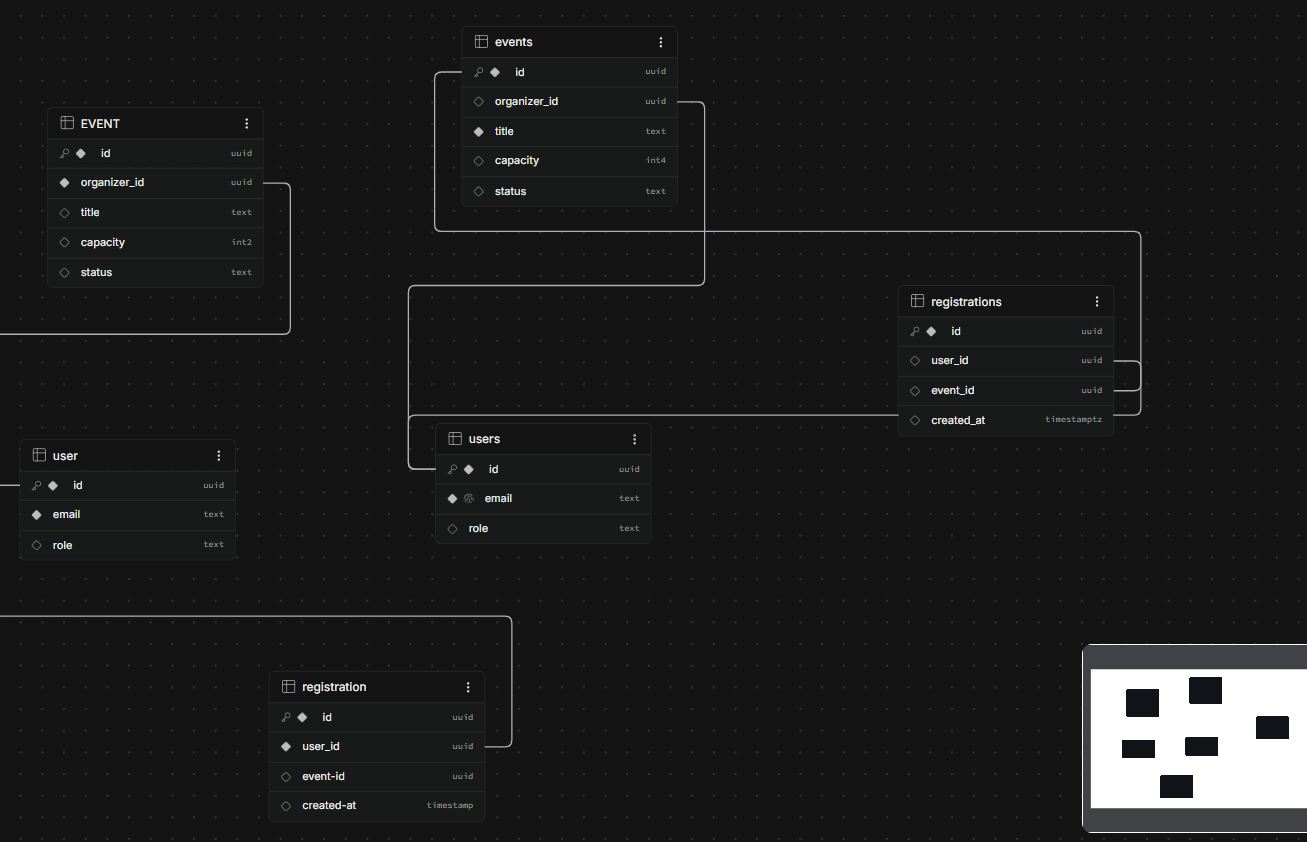 events
id uuid
organizer_id uuid
title text
capacity int4
status text
EVENT
id uuid
organizer_id uuid
title text
capacity int2
status text
registrations
id uuid
user_id uuid
event_id uuid
created_at timestamptz
users
id uuid
email text
role text
user
id uuid
email text
role text
registration
id uuid
user_id uuid
event-id uuid
created-at timestamp